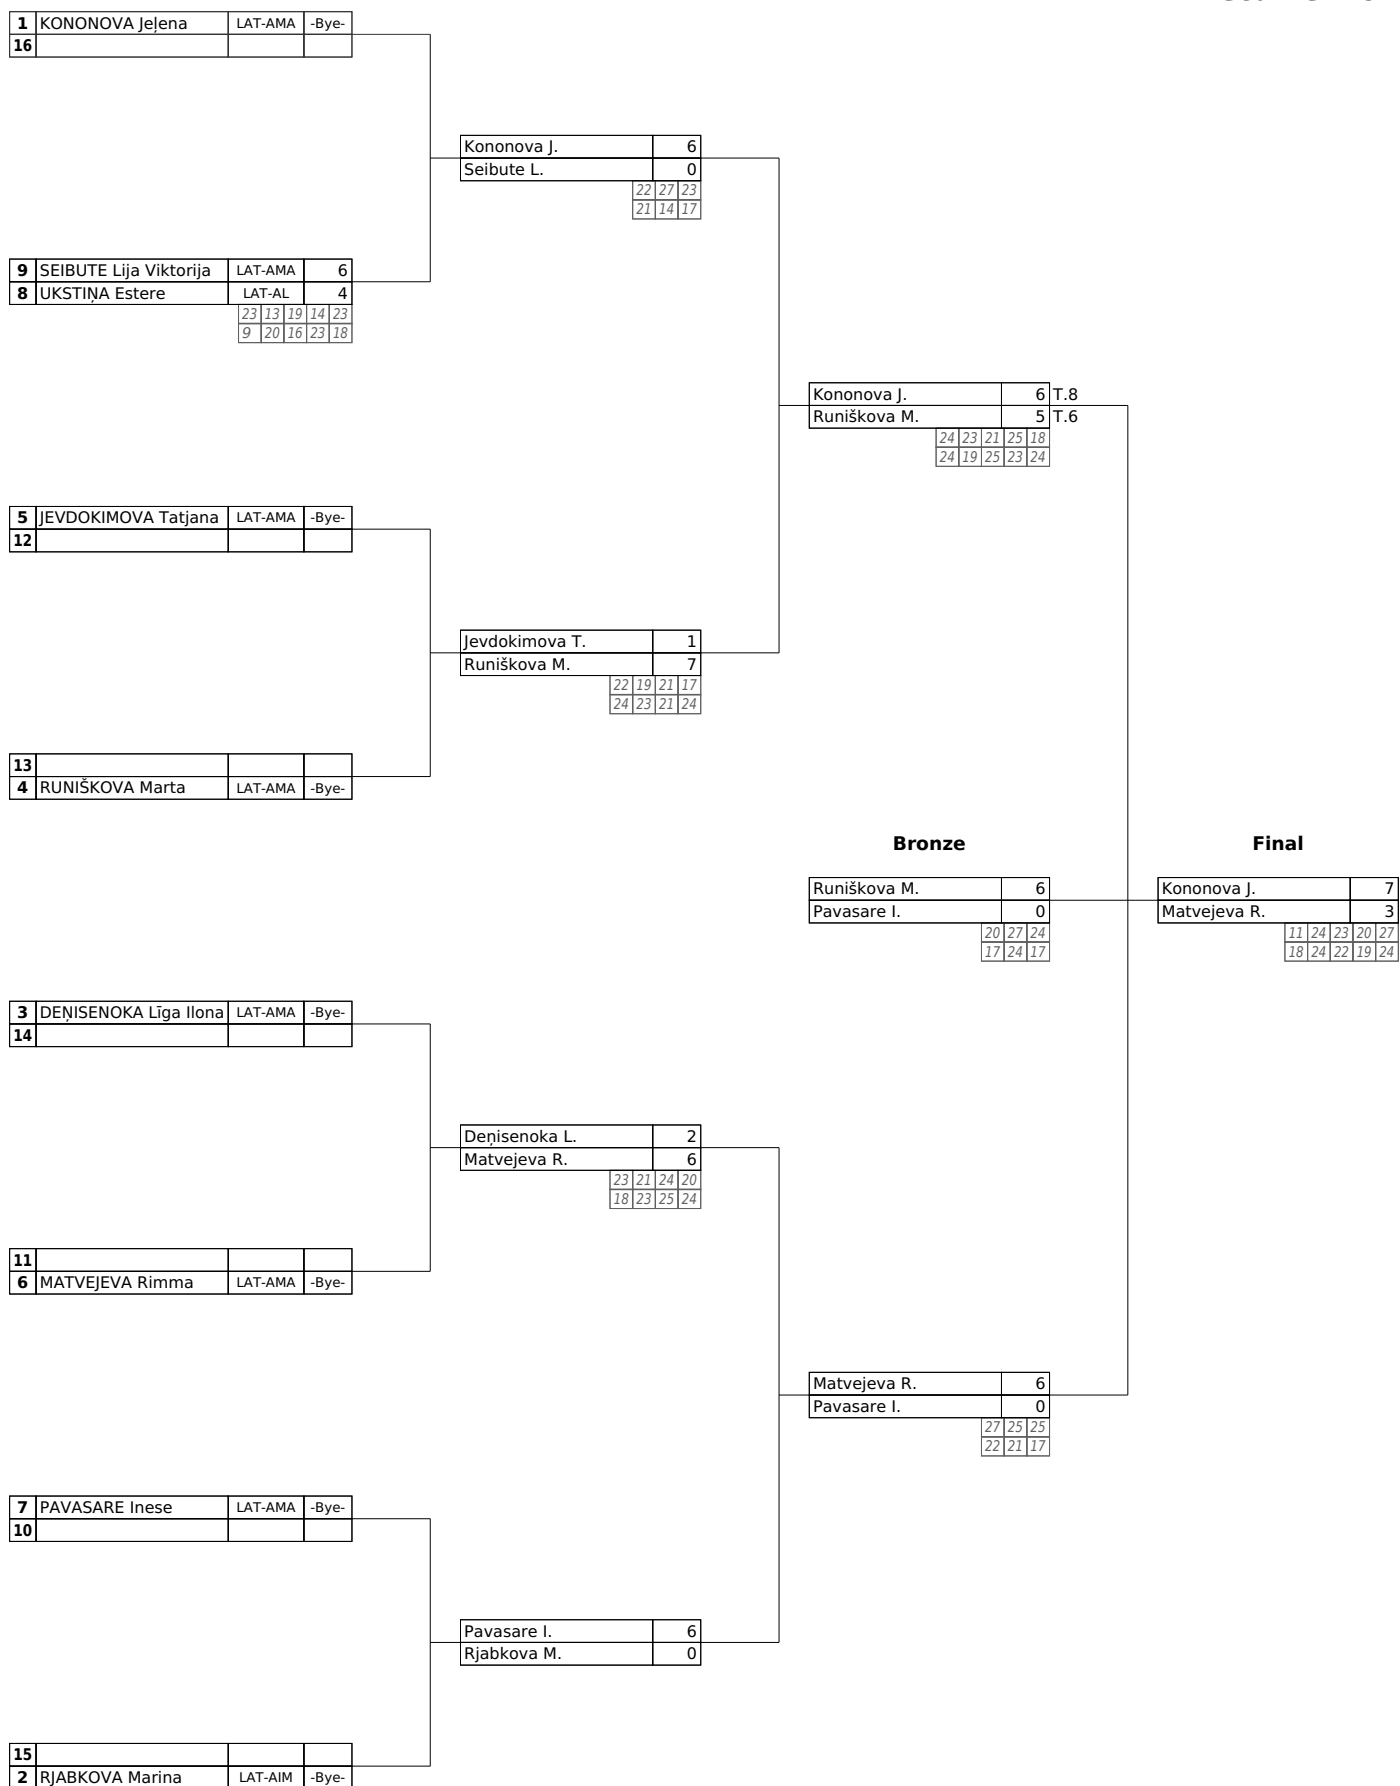 1 KONONOVA Jeļena LAT-AMA -Bye-
16
Kononova J. 6
Seibute L. 0
22 27 23
21 14 17
9 SEIBUTE Lija Viktorija LAT-AMA 6
8 UKSTIŅA Estere LAT-AL 4
23 13 19 14 23
9 20 16 23 18
Kononova J. 6 T.8
Runiškova M. 5 T.6
24 23 21 25 18
24 19 25 23 24
5 JEVDOKIMOVA Tatjana LAT-AMA -Bye-
12
Jevdokimova T. 1
Runiškova M. 7
22 19 21 17
24 23 21 24
13
4 RUNIŠKOVA Marta LAT-AMA -Bye-
Bronze Final
Runiškova M. 6 Kononova J. 7
Pavasare I. 0 Matvejeva R. 3
20 27 24 11 24 23 20 27
17 24 17 18 24 22 19 24
3 DEŅISENOKA Līga Ilona LAT-AMA -Bye-
14
Deņisenoka L. 2
Matvejeva R. 6
23 21 24 20
18 23 25 24
11
6 MATVEJEVA Rimma LAT-AMA -Bye-
Matvejeva R. 6
Pavasare I. 0
27 25 25
22 21 17
7 PAVASARE Inese LAT-AMA -Bye-
10
Pavasare I. 6
Rjabkova M. 0
15
2 RJABKOVA Marina LAT-AIM -Bye-